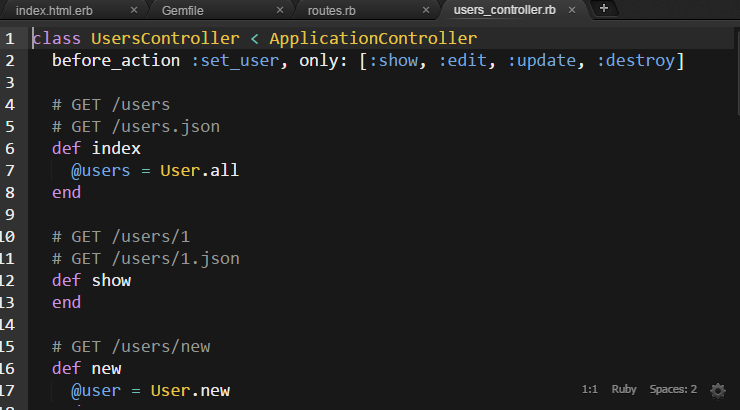 index.html.erb × Gemfile × routes.rb × users_controller.rb × +
1 class UsersController < ApplicationController
2   before_action :set_user, only: [:show, :edit, :update, :destroy]
3
4   # GET /users
5   # GET /users.json
6   def index
7     @users = User.all
8   end
9
10   # GET /users/1
11   # GET /users/1.json
12   def show
13   end
14
15   # GET /users/new
16   def new
17     @user = User.new
1:1 Ruby Spaces: 2